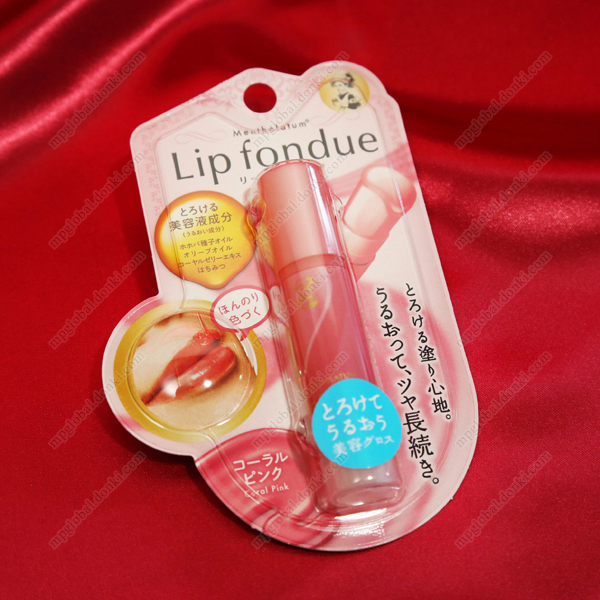 Mentholatum®
Lip fondue
とろける
美容液成分
(うるおい成分)
ホホバ種子オイル
オリーブオイル
ローヤルゼリーエキス
はちみつ
ほんのり
色づく
とろける塗り心地。
うるおって、ツヤ長続き。
とろけて
うるおう
美容グロス
コーラル
ピンク
Coral Pink
mpglobal.donki.com